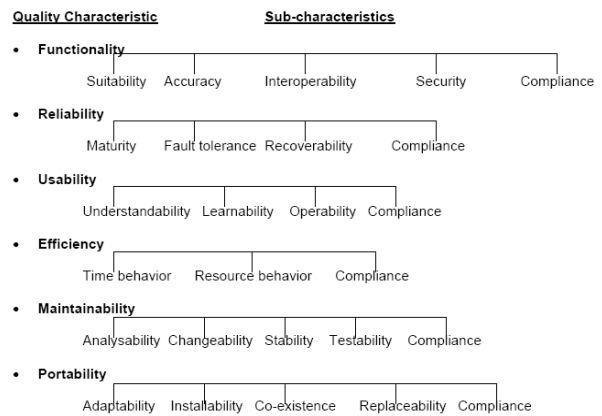 Quality Characteristic Sub-characteristics
• Functionality
Suitability Accuracy Interoperability Security Compliance
• Reliability
Maturity Fault tolerance Recoverability Compliance
• Usability
Understandability Learnability Operability Compliance
• Efficiency
Time behavior Resource behavior Compliance
• Maintainability
Analysability Changeability Stability Testability Compliance
• Portability
Adaptability Installability Co-existence Replaceability Compliance